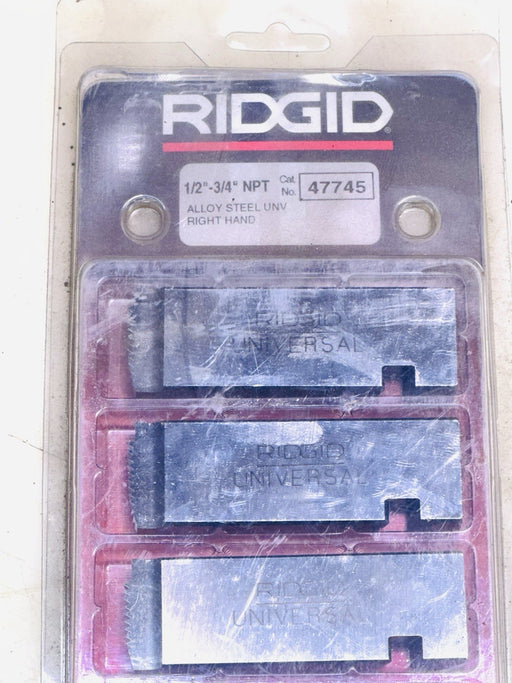 RIDGID®
1/2"-3/4" NPT Cat. No. 47745
ALLOY STEEL UNV
RIGHT HAND
RIDGID
UNIVERSAL
RIDGID
UNIVERSAL
RIDGID
UNIVERSAL